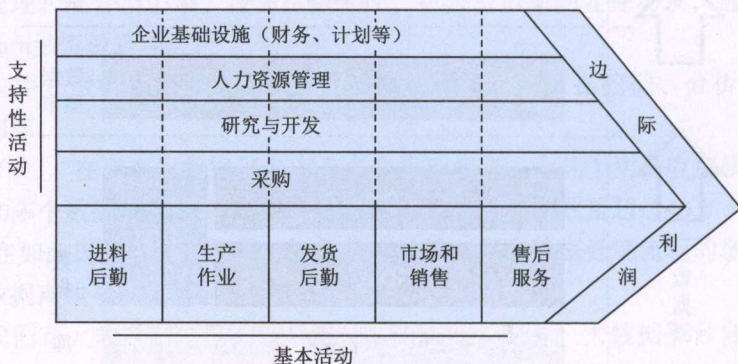 企业基础设施（财务、计划等）
人力资源管理
研究与开发
采购
支持性活动
边际
利润
进料
后勤
生产
作业
发货
后勤
市场和
销售
售后
服务
基本活动